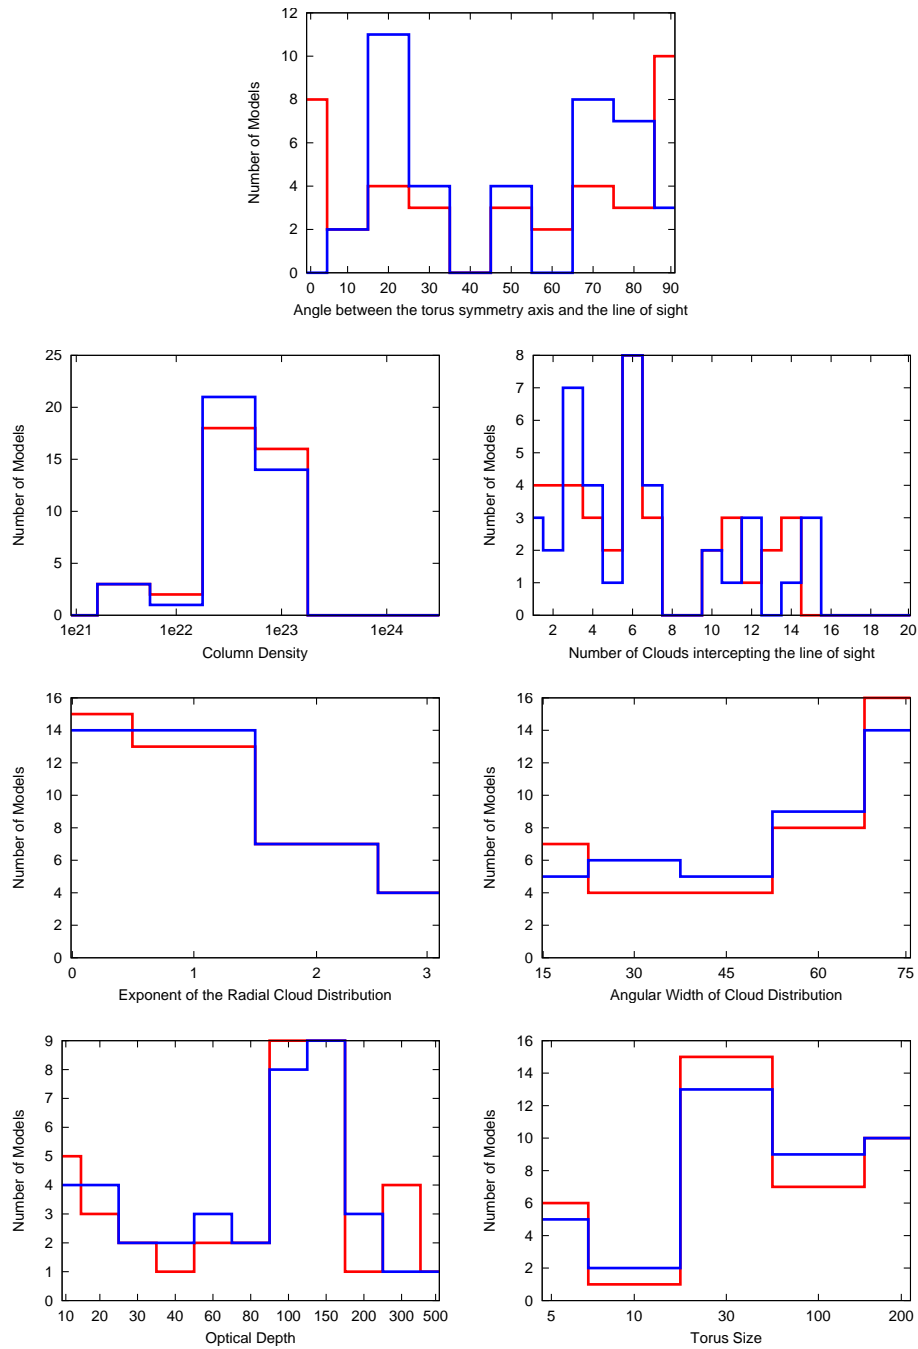 12
10
8
6
4
2
0
Number of Models
0 10 20 30 40 50 60 70 80 90
Angle between the torus symmetry axis and the line of sight
25
20
15
10
5
0
Number of Models
1e21 1e22 1e23 1e24
Column Density
8
7
6
5
4
3
2
1
0
Number of Models
2 4 6 8 10 12 14 16 18 20
Number of Clouds intercepting the line of sight
16
14
12
10
8
6
4
2
0
Number of Models
0 1 2 3
Exponent of the Radial Cloud Distribution
16
14
12
10
8
6
4
2
0
Number of Models
15 30 45 60 75
Angular Width of Cloud Distribution
9
8
7
6
5
4
3
2
1
0
Number of Models
10 20 30 40 60 80 100 150 200 300 500
Optical Depth
16
14
12
10
8
6
4
2
0
Number of Models
5 10 30 100 200
Torus Size